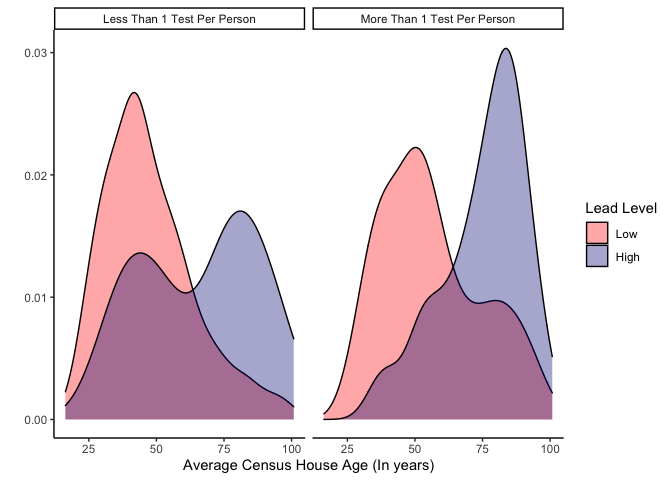 Less Than 1 Test Per Person
More Than 1 Test Per Person
0.03
0.02
0.01
0.00
Lead Level
Low
High
25 50 75 100
25 50 75 100
Average Census House Age (In years)